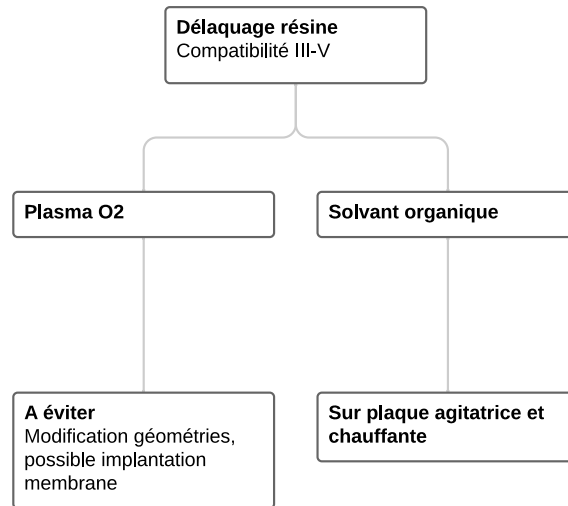 Délaquage résine
Compatibilité III-V
Plasma O2
Solvant organique
A éviter
Modification géométries,
possible implantation
membrane
Sur plaque agitatrice et
chauffante